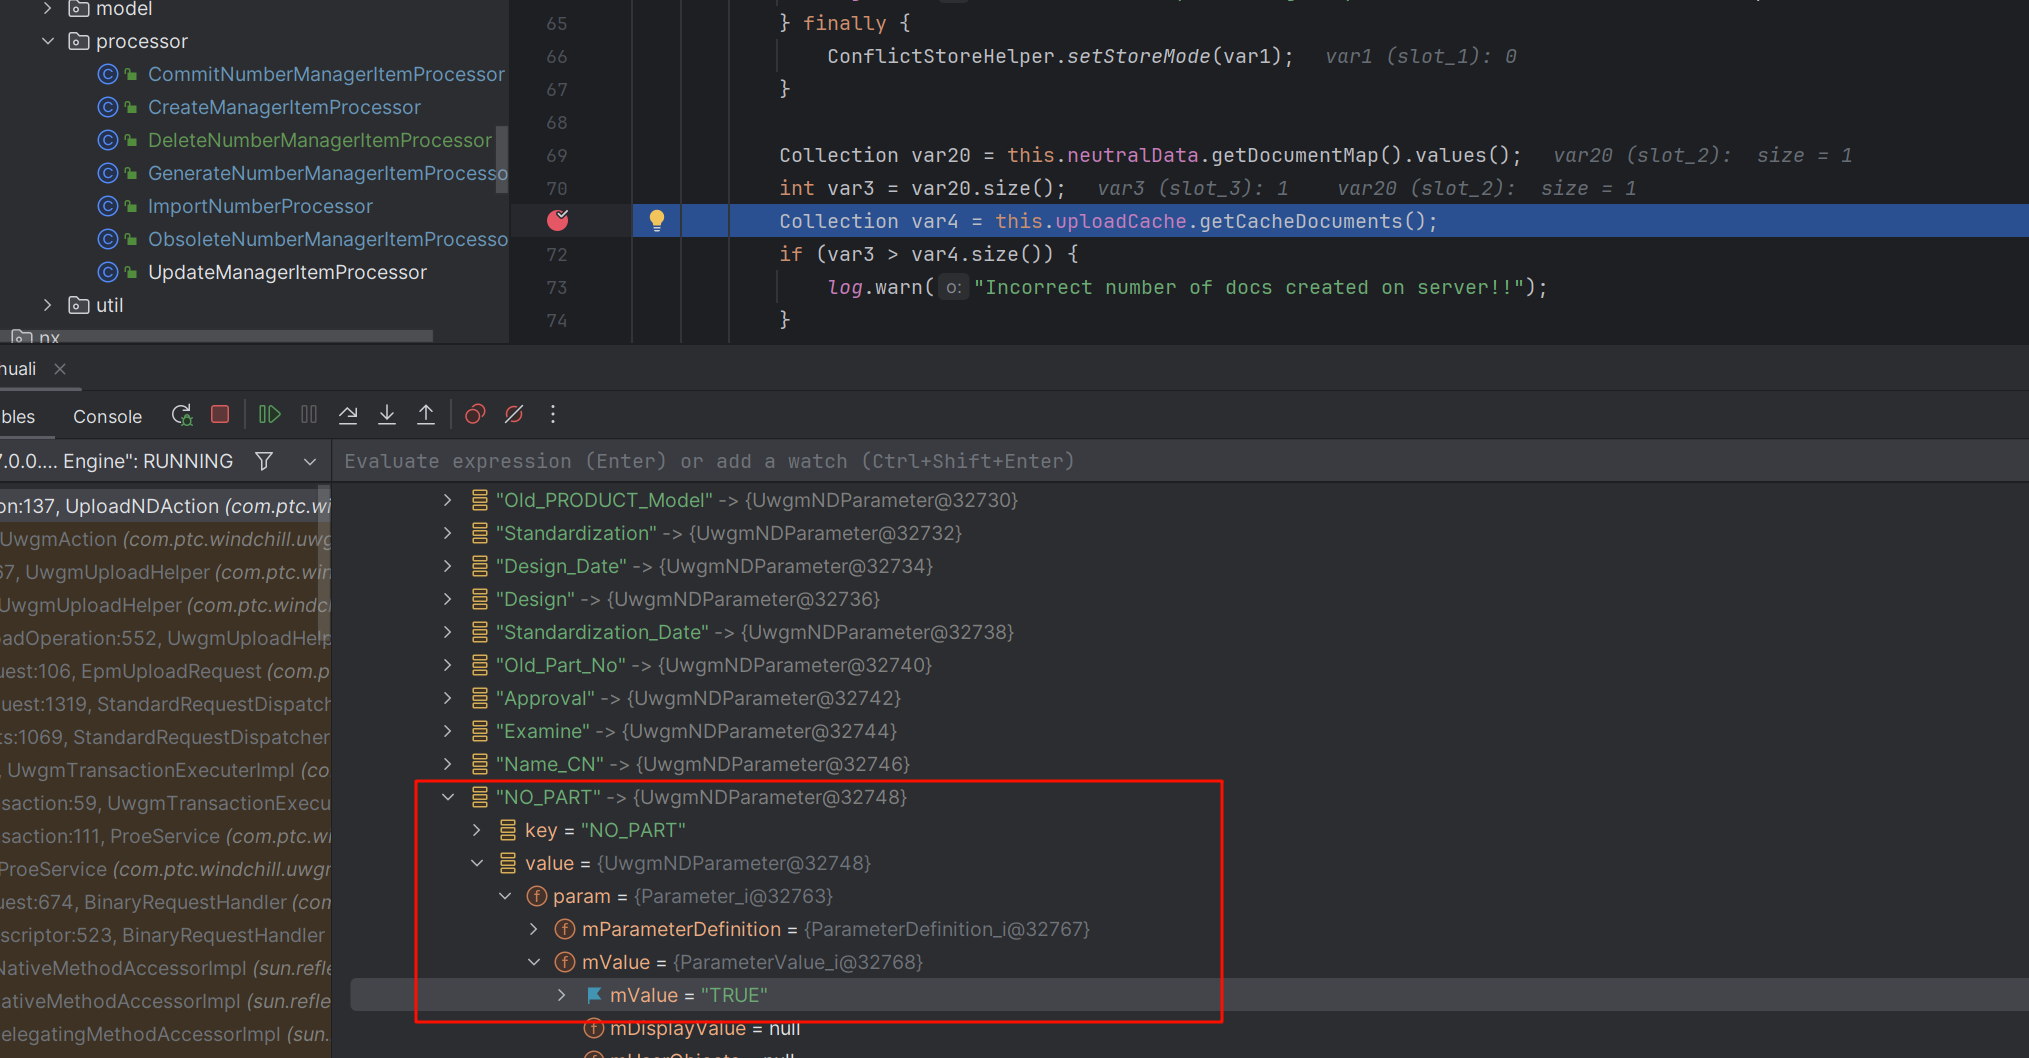 model
processor
CommitNumberManagerItemProcessor
CreateManagerItemProcessor
DeleteNumberManagerItemProcessor
GenerateNumberManagerItemProcesso
ImportNumberProcessor
ObsoleteNumberManagerItemProcesso
UpdateManagerItemProcessor
util
nx
65 } finally {
66 ConflictStoreHelper.setStoreMode(var1); var1 (slot_1): 0
67 }
68
69 Collection var20 = this.neutralData.getDocumentMap().values(); var20 (slot_2): size = 1
70 int var3 = var20.size(); var3 (slot_3): 1 var20 (slot_2): size = 1
Collection var4 = this.uploadCache.getCacheDocuments();
72 if (var3 > var4.size()) {
73 log.warn( o: "Incorrect number of docs created on server!!");
74 }
huali
bles Console
7.0.0.... Engine": RUNNING
Evaluate expression (Enter) or add a watch (Ctrl+Shift+Enter)
on:137, UploadNDAction (com.ptc.wi
UwgmAction (com.ptc.windchill.uwg
67, UwgmUploadHelper (com.ptc.win
UwgmUploadHelper (com.ptc.windc
adOperation:552, UwgmUploadHelp
uest:106, EpmUploadRequest (com.p
uest:1319, StandardRequestDispatch
ts:1069, StandardRequestDispatcher
, UwgmTransactionExecuterImpl (co
saction:59, UwgmTransactionExecu
saction:111, ProeService (com.ptc.w
ProeService (com.ptc.windchill.uwgr
uest:674, BinaryRequestHandler (con
scriptor:523, BinaryRequestHandler
NativeMethodAccessorImpl (sun.refle
ativeMethodAccessorImpl (sun.refle
elegatingMethodAccessorImpl (sun.
"Old_PRODUCT_Model" -> {UwgmNDParameter@32730}
"Standardization" -> {UwgmNDParameter@32732}
"Design_Date" -> {UwgmNDParameter@32734}
"Design" -> {UwgmNDParameter@32736}
"Standardization_Date" -> {UwgmNDParameter@32738}
"Old_Part_No" -> {UwgmNDParameter@32740}
"Approval" -> {UwgmNDParameter@32742}
"Examine" -> {UwgmNDParameter@32744}
"Name_CN" -> {UwgmNDParameter@32746}
"NO_PART" -> {UwgmNDParameter@32748}
key = "NO_PART"
value = {UwgmNDParameter@32748}
param = {Parameter_i@32763}
mParameterDefinition = {ParameterDefinition_i@32767}
mValue = {ParameterValue_i@32768}
mValue = "TRUE"
mDisplayValue = null